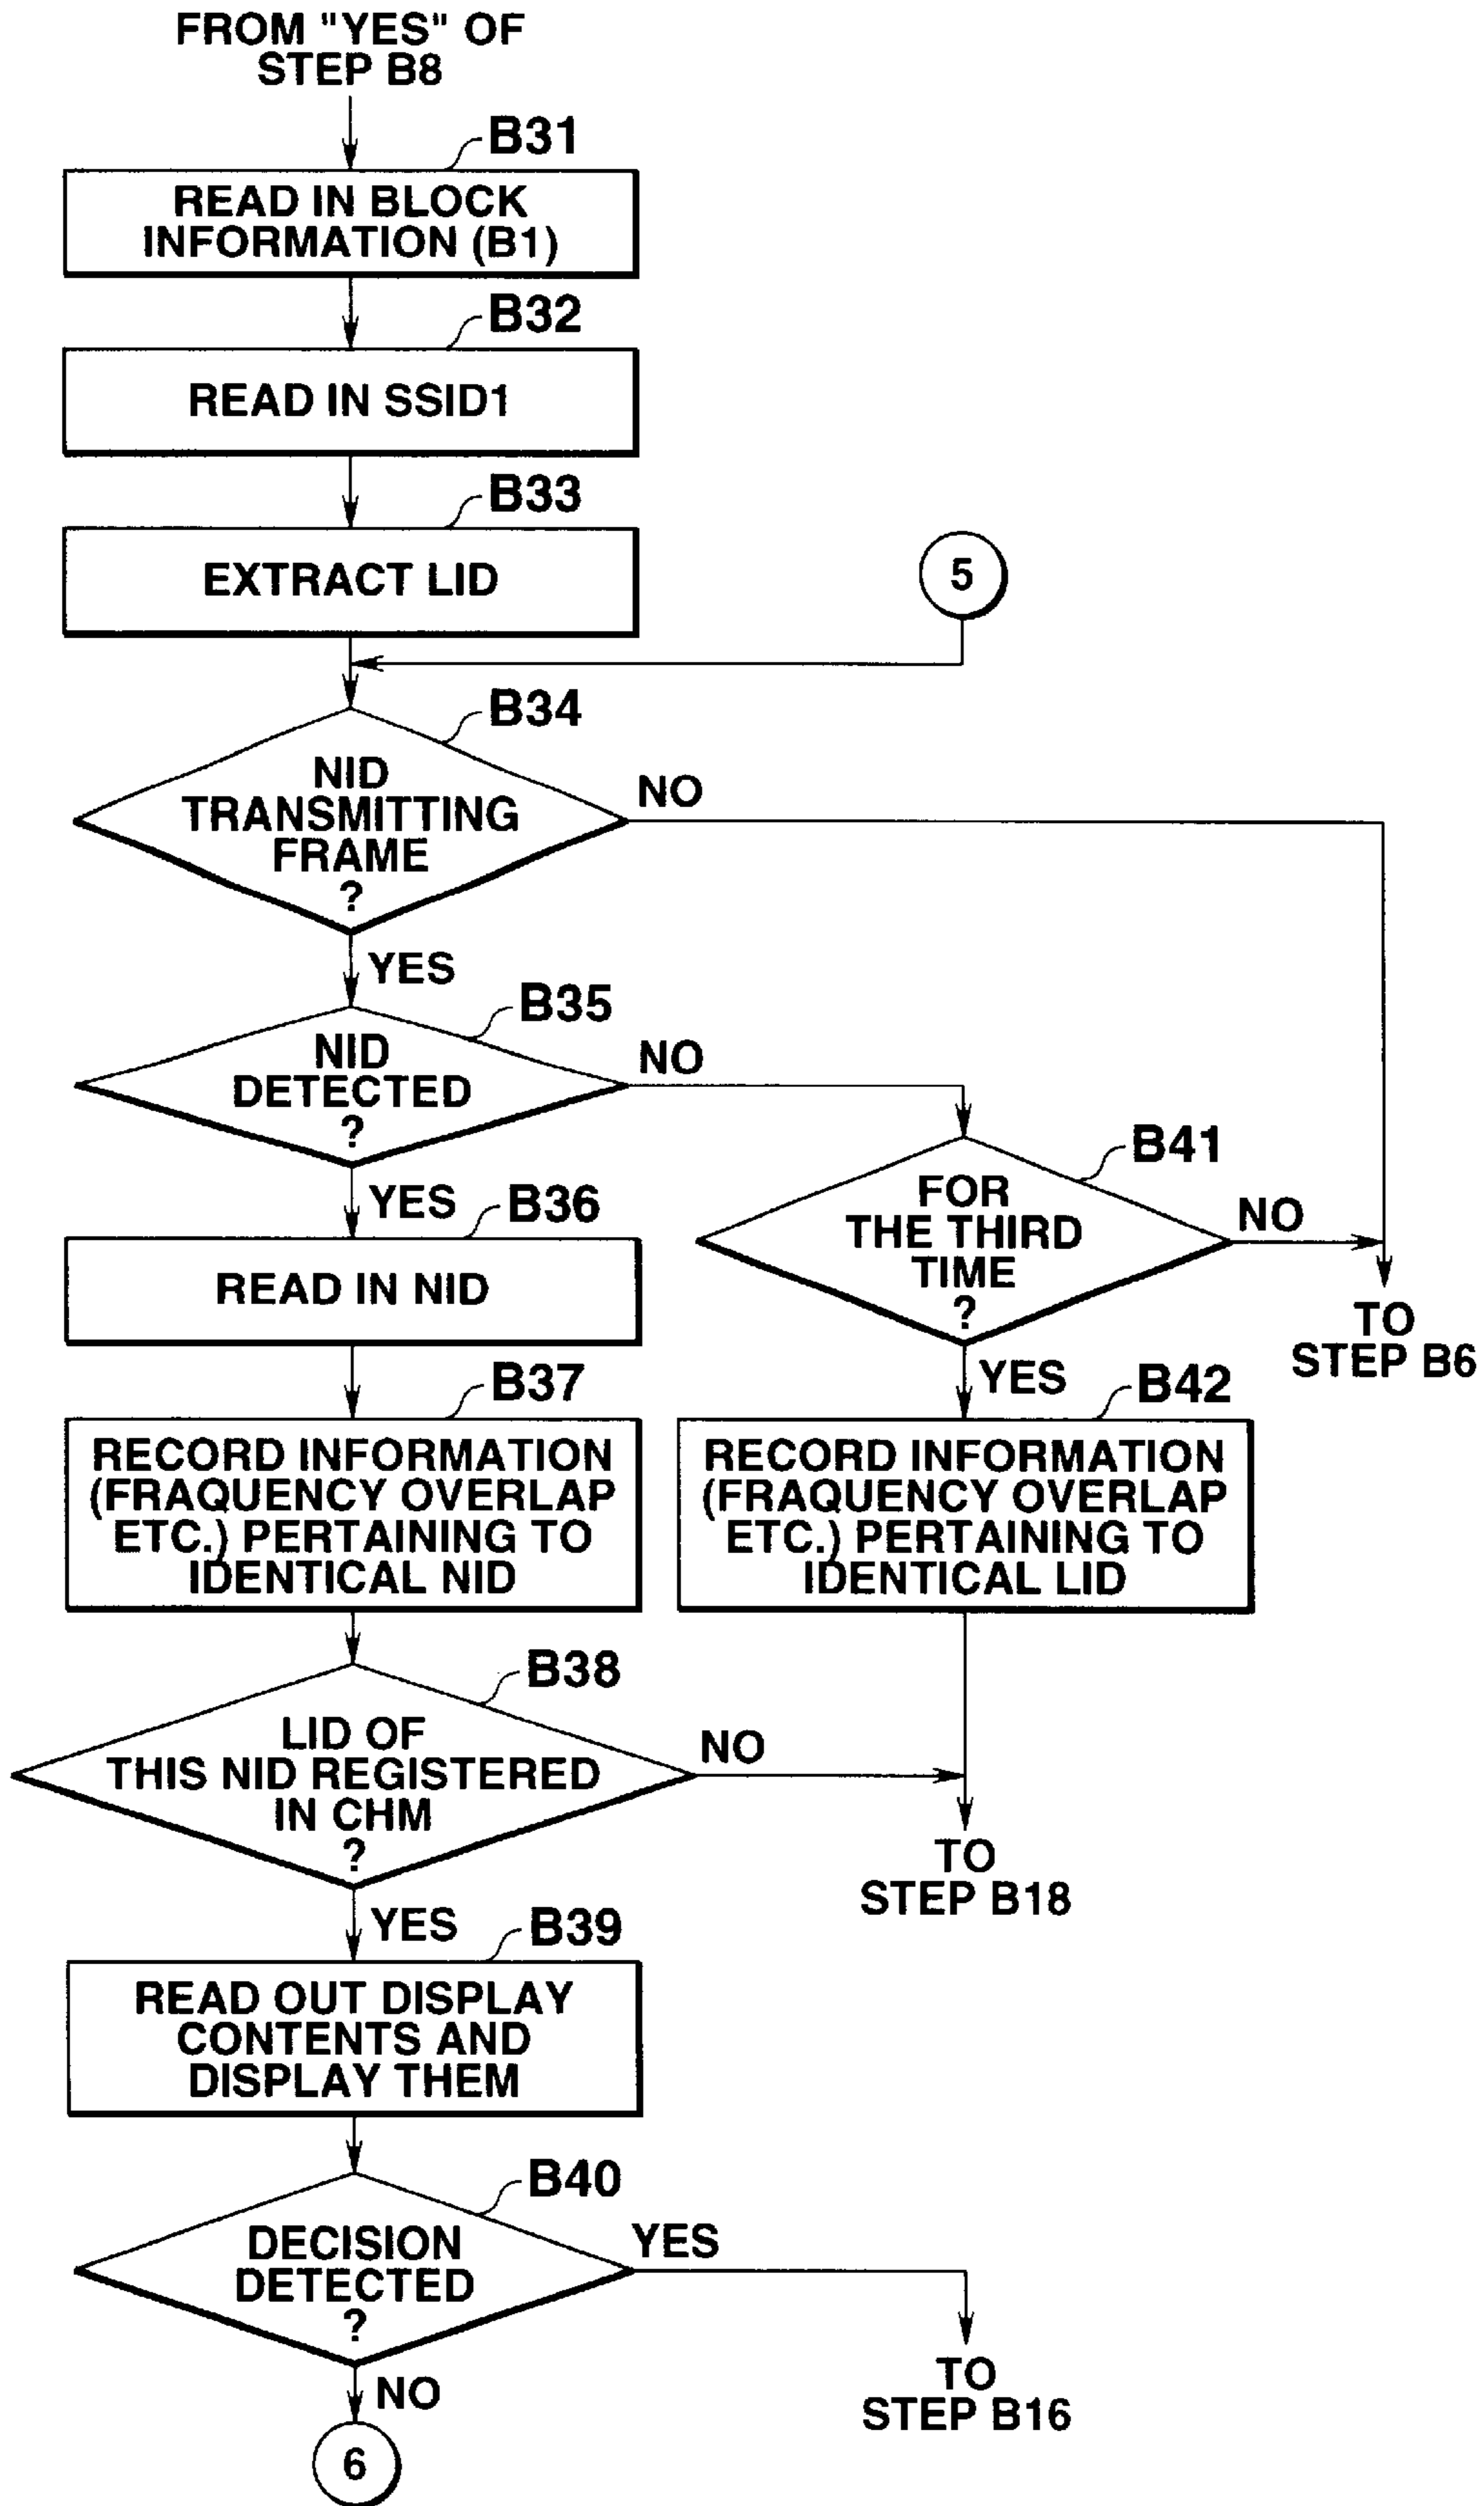 FROM "YES" OF
STEP B8
B31
READ IN BLOCK
INFORMATION (B1)
B32
READ IN SSID1
B33
EXTRACT LID
5
B34
NID
TRANSMITTING
FRAME
?
NO
YES
B35
NID
DETECTED
?
NO
B41
FOR
THE THIRD
TIME
?
NO
TO
STEP B6
YES
B36
READ IN NID
B37
RECORD INFORMATION
(FRAQUENCY OVERLAP
ETC.) PERTAINING TO
IDENTICAL NID
YES
B42
RECORD INFORMATION
(FRAQUENCY OVERLAP
ETC.) PERTAINING TO
IDENTICAL LID
B38
LID OF
THIS NID REGISTERED
IN CHM
?
NO
TO
STEP B18
YES
B39
READ OUT DISPLAY
CONTENTS AND
DISPLAY THEM
B40
DECISION
DETECTED
?
YES
TO
STEP B16
NO
6